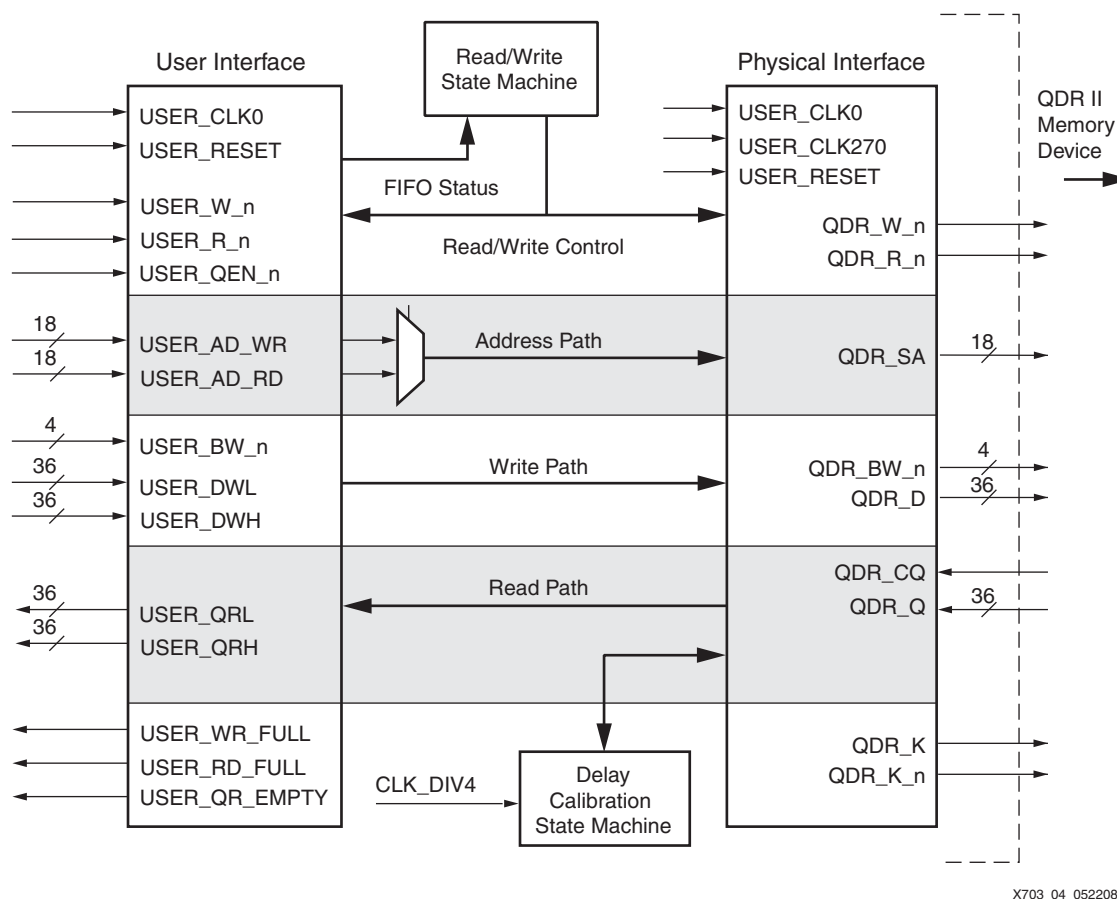 User Interface
Read/Write
State Machine
Physical Interface
QDR II
Memory
Device
USER_CLK0
USER_RESET
USER_W_n
USER_R_n
USER_QEN_n
FIFO Status
Read/Write Control
USER_CLK0
USER_CLK270
USER_RESET
QDR_W_n
QDR_R_n
18
USER_AD_WR
18
USER_AD_RD
Address Path
QDR_SA
18
4
USER_BW_n
36
USER_DWL
36
USER_DWH
Write Path
QDR_BW_n
4
QDR_D
36
36
USER_QRL
36
USER_QRH
Read Path
QDR_CQ
QDR_Q
36
USER_WR_FULL
USER_RD_FULL
USER_QR_EMPTY
CLK_DIV4
Delay
Calibration
State Machine
QDR_K
QDR_K_n
X703_04_052208